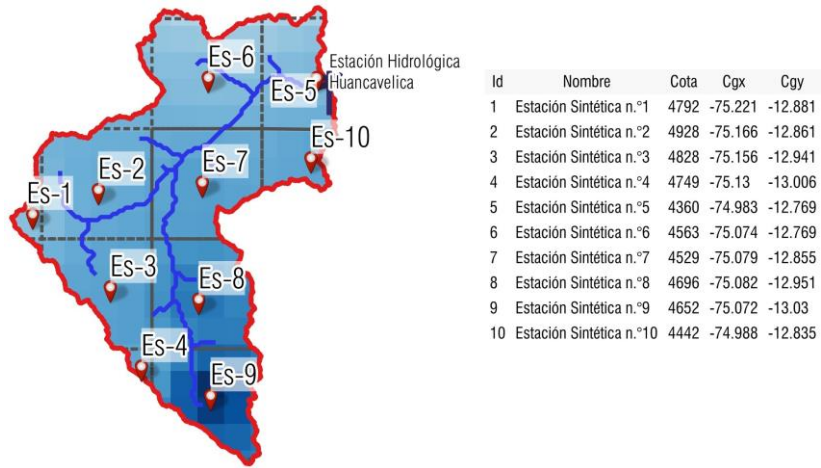 Es-6
Estación Hidrológica
Huancavelica
Es-5
Es-10
Es-7
Es-2
Es-1
Es-3
Es-8
Es-4
Es-9
Id Nombre Cota Cgx Cgy
1 Estación Sintética n.°1 4792 -75.221 -12.881
2 Estación Sintética n.°2 4928 -75.166 -12.861
3 Estación Sintética n.°3 4828 -75.156 -12.941
4 Estación Sintética n.°4 4749 -75.13 -13.006
5 Estación Sintética n.°5 4360 -74.983 -12.769
6 Estación Sintética n.°6 4563 -75.074 -12.769
7 Estación Sintética n.°7 4529 -75.079 -12.855
8 Estación Sintética n.°8 4696 -75.082 -12.951
9 Estación Sintética n.°9 4652 -75.072 -13.03
10 Estación Sintética n.°10 4442 -74.988 -12.835